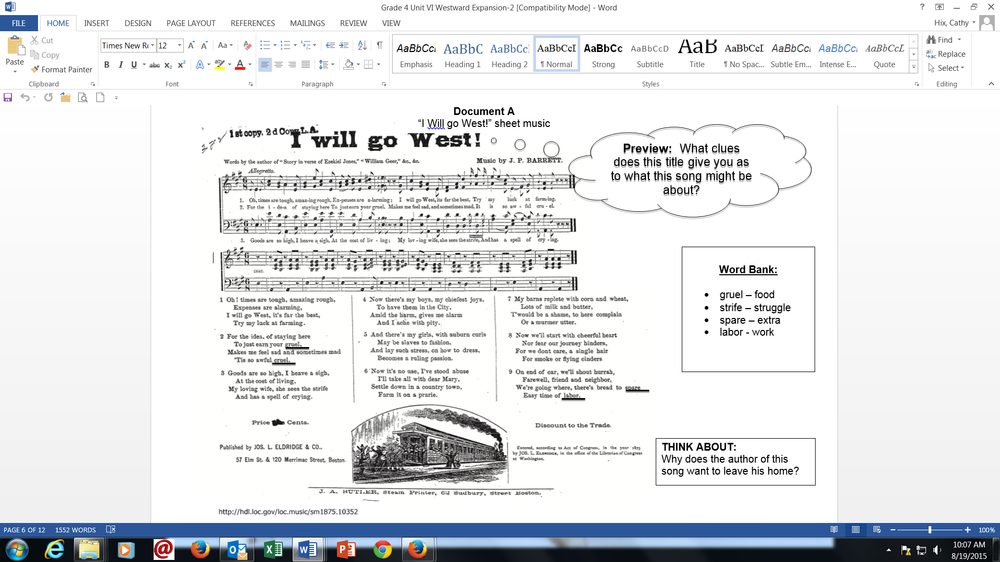 Grade 4 Unit VI Westward Expansion-2 [Compatibility Mode] - Word
FILE HOME INSERT DESIGN PAGE LAYOUT REFERENCES MAILINGS REVIEW VIEW
Hix, Cathy
Paste
Cut
Copy
Format Painter
Clipboard
Times New Rc
12
Font
Paragraph
AaBbCcI AaBbC AaBbCcI AaBbCcI AaBbCc AaBbCcD AaB AaBbCcI AaBbCcI AaBbCcI AaBbCcL
Emphasis Heading 1 Heading 2 ¶ Normal Strong Subtitle Title ¶ No Spac... Subtle Em... Intense E... Quote
Styles
Find
Replace
Select
Editing
Document A
“I Will go West!” sheet music
1st copy. 2 d Copy L.A.
I will go West!
Words by the author of “Story in verse of Ezekiel Jones,” “William Geer,” &c., &c.
Music by J. P. BARRETT.
Allegretto.
1. Oh, times are tough, amaz-ing rough, Ex-penses are a-larming; I will go West, its far the best, Try my luck at farm-ing.
2. For the i - de-a of staying here To just earn your gruel. Makes me feel sad, and sometimes mad, It is so aw - ful cru - el.
3. Goods are so high, I heave a sigh, At the cost of liv - ing; My lov-ing wife, she sees the strife, And has a spell of cry-ing.
INST.
1 Oh! times are tough, amazing rough,
Expenses are alarming,
I will go West, it's far the best,
Try my luck at farming.
2 For the idea, of staying here
To just earn your gruel,
Makes me feel sad and sometimes mad
'Tis so awful cruel.
3 Goods are so high, I heave a sigh,
At the cost of living,
My loving wife, she sees the strife
And has a spell of crying.
4 Now there's my boys, my chiefest joys,
To have them in the City,
Amid the harm, gives me alarm
And I ache with pity.
5 And there's my girls, with auburn curls
May be slaves to fashion,
And lay such stress, on how to dress,
Becomes a ruling passion.
6 Now it's no use, I've stood abuse
I'll take all with dear Mary,
Settle down in a country town,
Farm it on a prarie.
7 My barns replete with corn and wheat,
Lots of milk and butter,
T'would be a shame, to here complain
Or a murmer utter.
8 Now we'll start with cheerful heart
Nor fear our journey hinders,
For we dont care, a single hair
For smoke or flying cinders
9 On end of car, we'll shout hurrah,
Farewell, friend and neighbor,
We're going where, there's bread to spare
Easy time of labor.
Price Cents.
Discount to the Trade.
Published by JOS. L. ELDRIDGE & CO.,
57 Elm St. & 120 Merrimac Street, Boston.
Entered, according to Act of Congress, in the year 1875
by JOS. L. ELDRIDGE, in the office of the Librarian of Congress
at Washington.
J. A. BUTLER, Steam Printer, 62 Sudbury, Street Boston.
http://hdl.loc.gov/loc.music/sm1875.10352
Preview: What clues
does this title give you as
to what this song might be
about?
Word Bank:
• gruel – food
• strife – struggle
• spare – extra
• labor - work
THINK ABOUT:
Why does the author of this
song want to leave his home?
PAGE 6 OF 12 1552 WORDS
100%
10:07 AM
8/19/2015